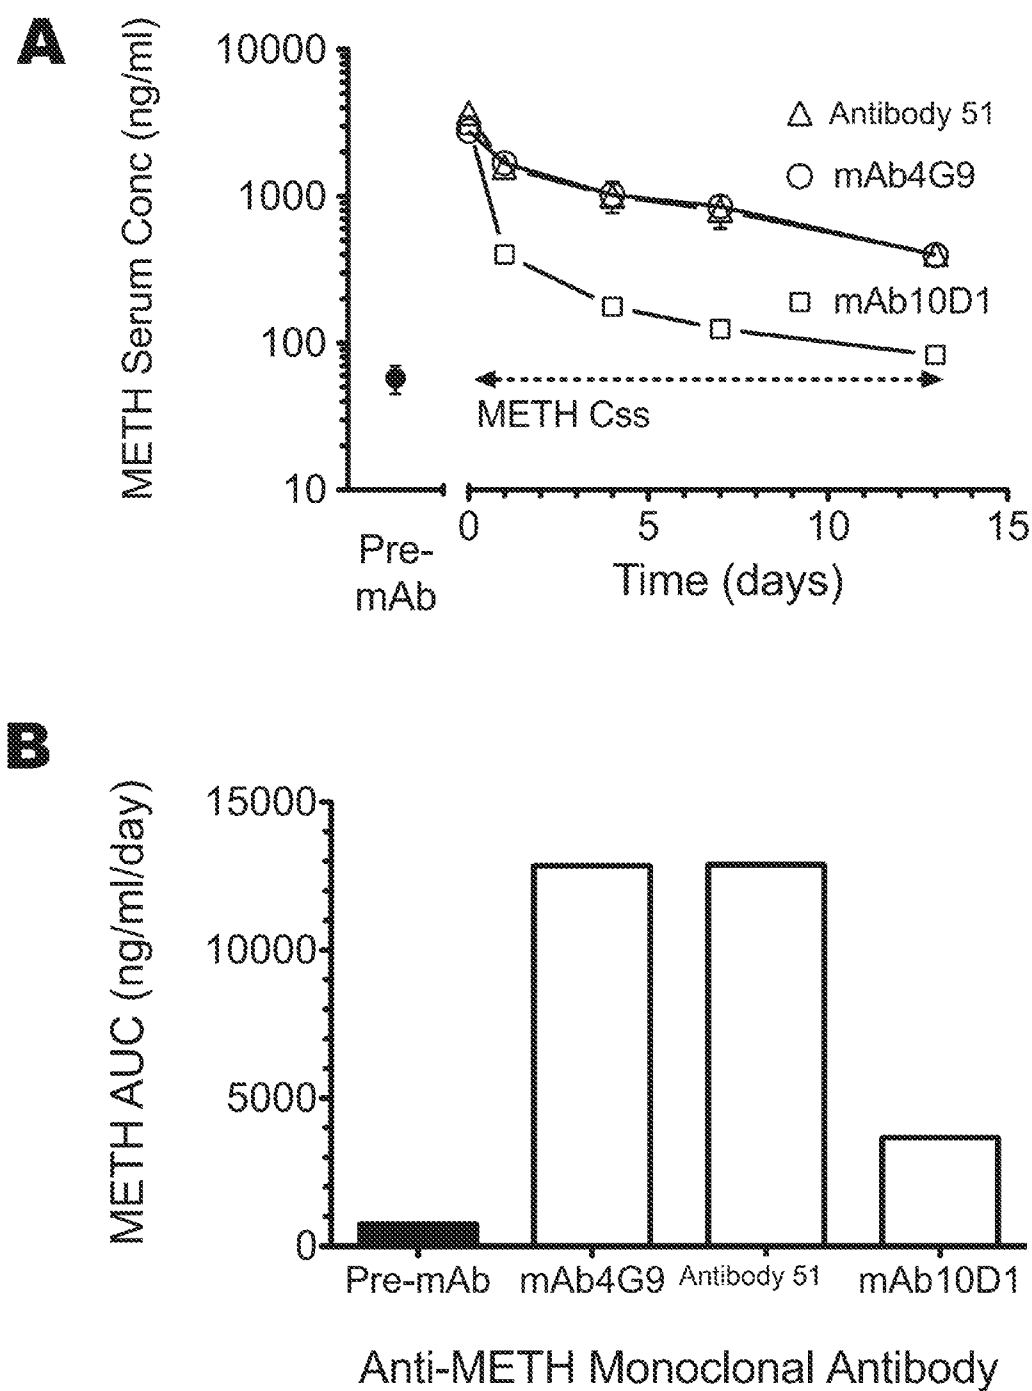 A
METH Serum Conc (ng/ml)
10000
1000
100
10
Antibody 51
mAb4G9
mAb10D1
METH Css
Pre-
mAb
0 5 10 15
Time (days)
B
METH AUC (ng/ml/day)
15000
10000
5000
0
Pre-mAb mAb4G9 Antibody 51 mAb10D1
Anti-METH Monoclonal Antibody